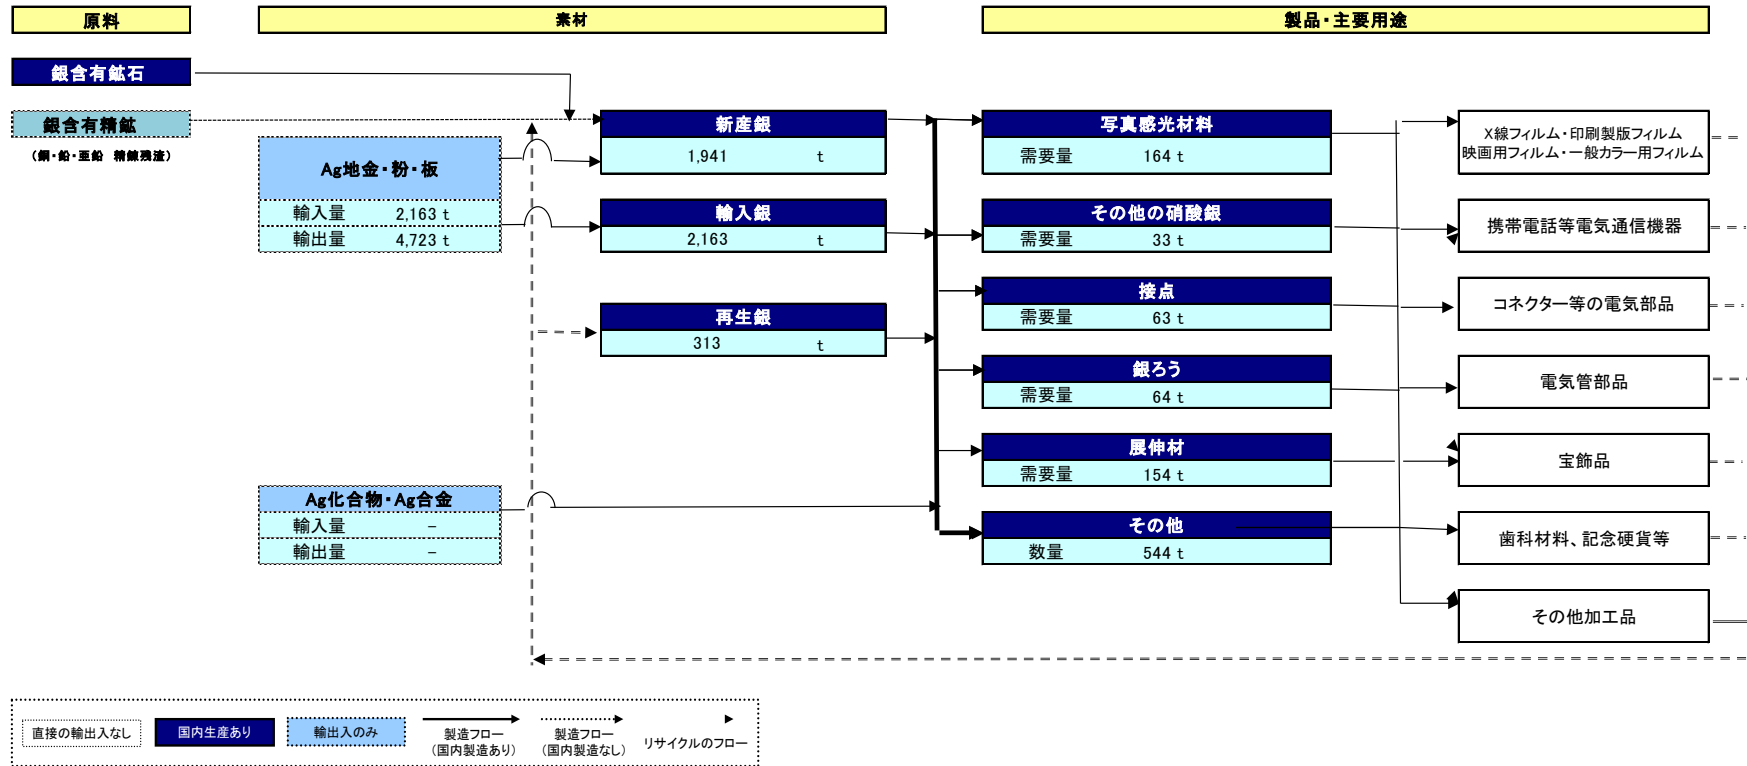 原料
素材
製品・主要用途
銀含有鉱石
銀含有精鉱
（銅・鉛・亜鉛 精錬残渣）
Ag地金・粉・板
輸入量 2,163 t
輸出量 4,723 t
新産銀
1,941 t
輸入銀
2,163 t
再生銀
313 t
Ag化合物・Ag合金
輸入量 －
輸出量 －
写真感光材料
需要量 164 t
その他の硝酸銀
需要量 33 t
接点
需要量 63 t
銀ろう
需要量 64 t
展伸材
需要量 154 t
その他
数量 544 t
X線フィルム・印刷製版フィルム
映画用フィルム・一般カラー用フィルム
携帯電話等電気通信機器
コネクター等の電気部品
電気管部品
宝飾品
歯科材料、記念硬貨等
その他加工品
直接の輸出入なし
国内生産あり
輸出入のみ
製造フロー
（国内製造あり）
製造フロー
（国内製造なし）
リサイクルのフロー